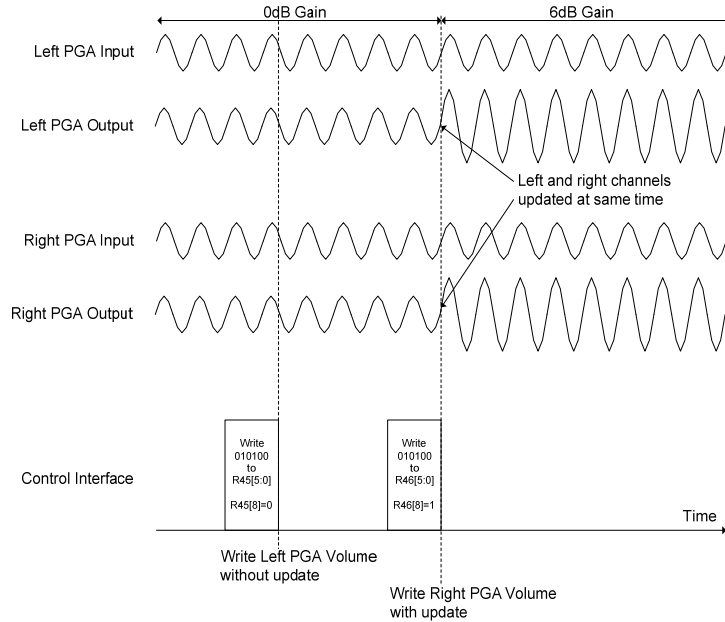 0dB Gain
6dB Gain
Left PGA Input
Left PGA Output
Left and right channels
updated at same time
Right PGA Input
Right PGA Output
Control Interface
Write
010100
to
R45[5:0]
R45[8]=0
Write
010100
to
R46[5:0]
R46[8]=1
Time
Write Left PGA Volume
without update
Write Right PGA Volume
with update